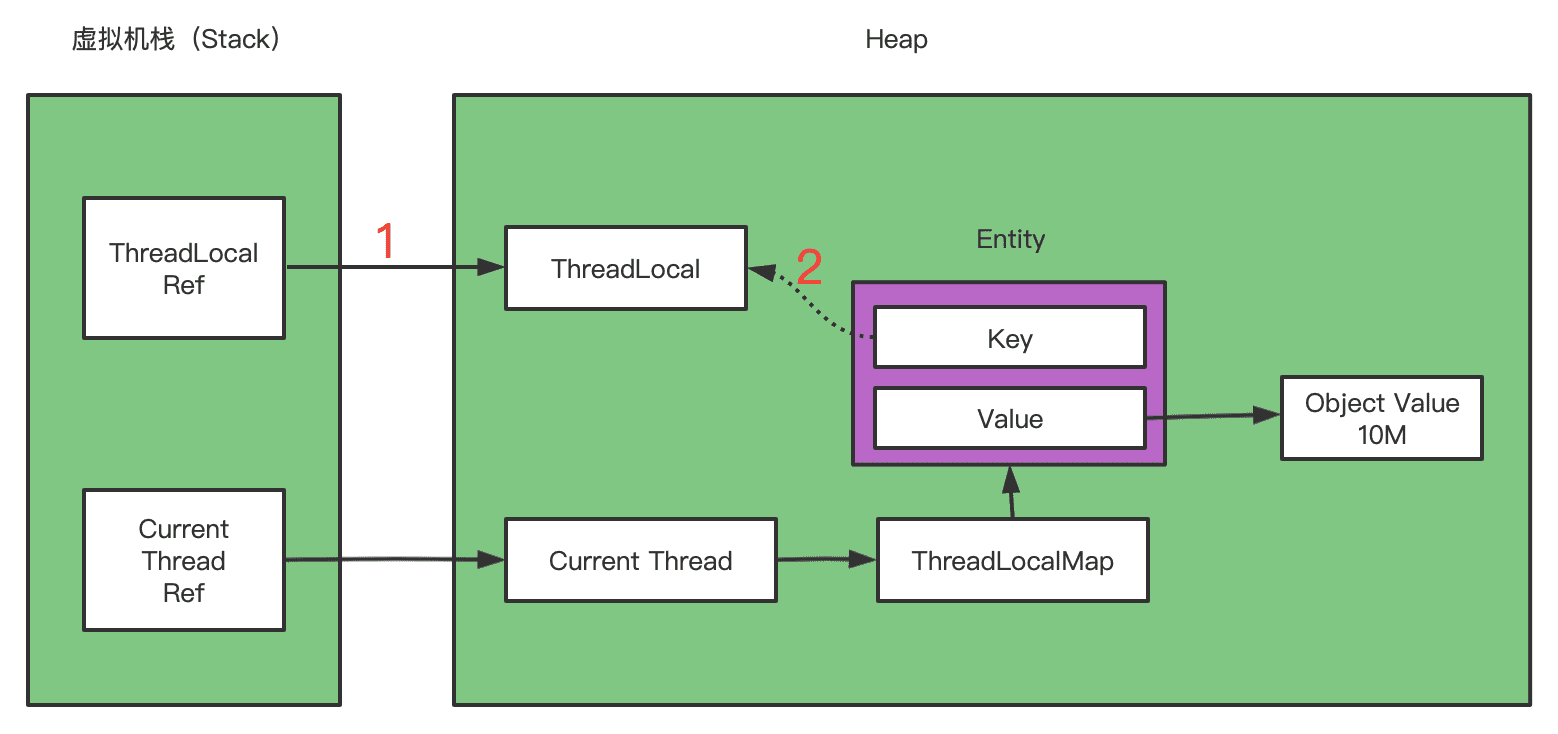 虚拟机栈（Stack）
Heap
ThreadLocal
Ref
1
ThreadLocal
2
Entity
Key
Value
Object Value
10M
Current
Thread
Ref
Current Thread
ThreadLocalMap